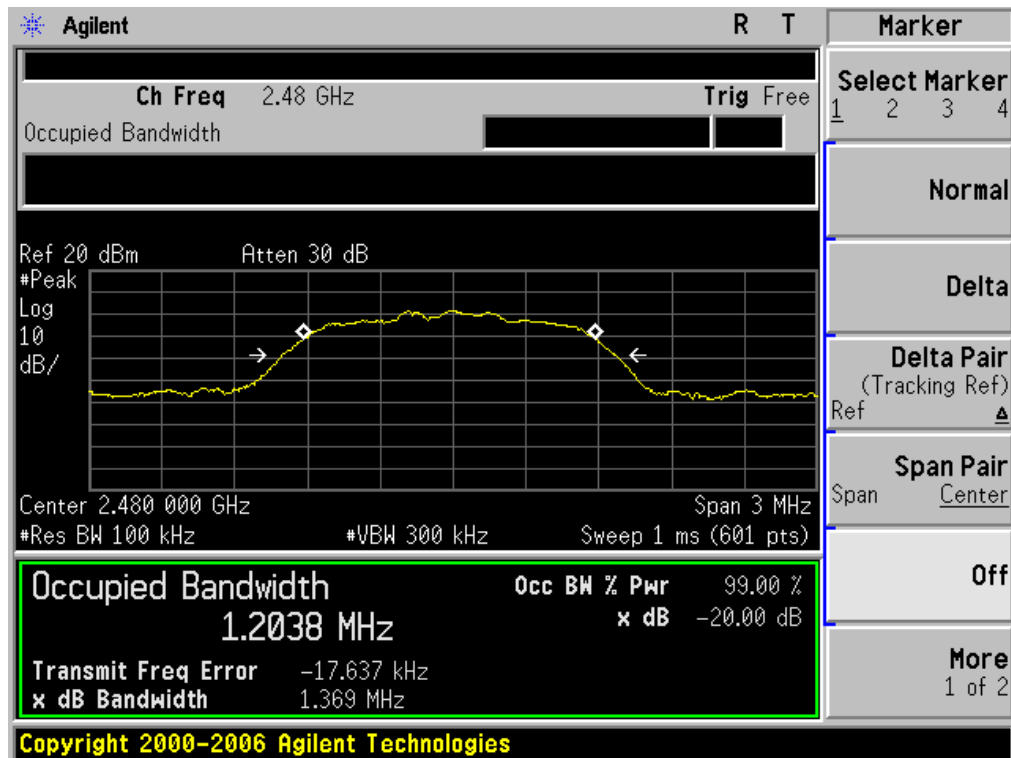 Agilent R T
Ch Freq 2.48 GHz Trig Free
Occupied Bandwidth
Ref 20 dBm Atten 30 dB
#Peak
Log
10
dB/
Center 2.480 000 GHz Span 3 MHz
#Res BW 100 kHz #VBW 300 kHz Sweep 1 ms (601 pts)
Occupied Bandwidth
1.2038 MHz
Occ BW % Pwr 99.00 %
x dB -20.00 dB
Transmit Freq Error -17.637 kHz
x dB Bandwidth 1.369 MHz
Copyright 2000-2006 Agilent Technologies
Marker
Select Marker
1 2 3 4
Normal
Delta
Delta Pair
(Tracking Ref)
Ref Δ
Span Pair
Span Center
Off
More
1 of 2